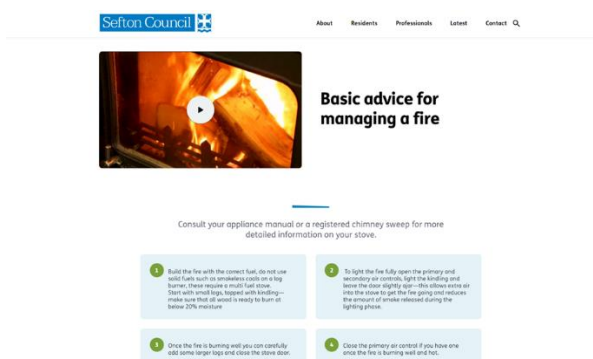 Sefton Council
About Residents Professionals Latest Contact
Basic advice for
managing a fire
Consult your appliance manual or a registered chimney sweep for more
detailed information on your stove.
1
Build the fire with the correct fuel, do not use
solid fuels such as smokeless coals on a log
burner, these require a multi fuel stove.
Start with small logs, topped with kindling—
make sure that all wood is ready to burn at
below 20% moisture
2
To light the fire fully open the primary and
secondary air controls, light the kindling and
leave the door slightly ajar—this allows extra air
into the stove to get the fire going and reduces
the amount of smoke released during the
lighting phase.
3
Once the fire is burning well you can carefully
add some larger logs and close the stove door.
4
Close the primary air control if you have one
once the fire is burning well and hot.